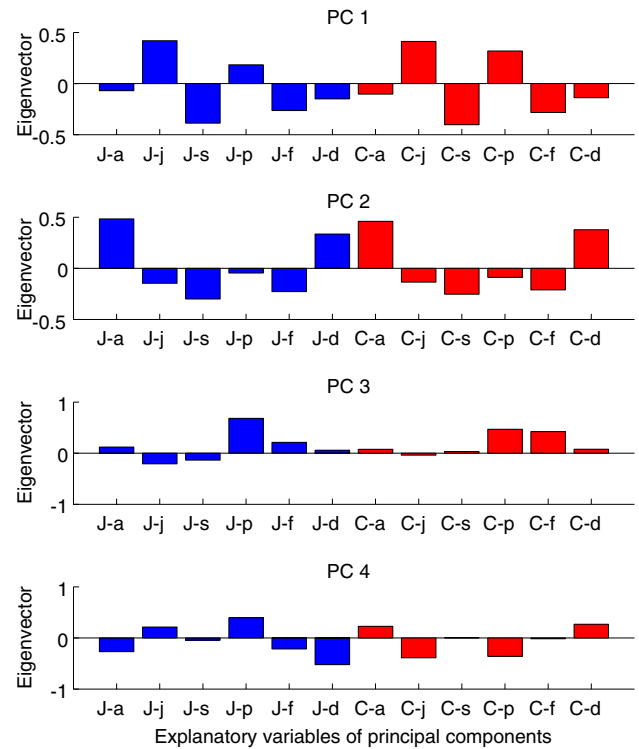 PC 1
Eigenvector
0.5
0
-0.5
J-a J-j J-s J-p J-f J-d C-a C-j C-s C-p C-f C-d
PC 2
Eigenvector
0.5
0
-0.5
J-a J-j J-s J-p J-f J-d C-a C-j C-s C-p C-f C-d
PC 3
Eigenvector
1
0
-1
J-a J-j J-s J-p J-f J-d C-a C-j C-s C-p C-f C-d
PC 4
Eigenvector
1
0
-1
J-a J-j J-s J-p J-f J-d C-a C-j C-s C-p C-f C-d
Explanatory variables of principal components